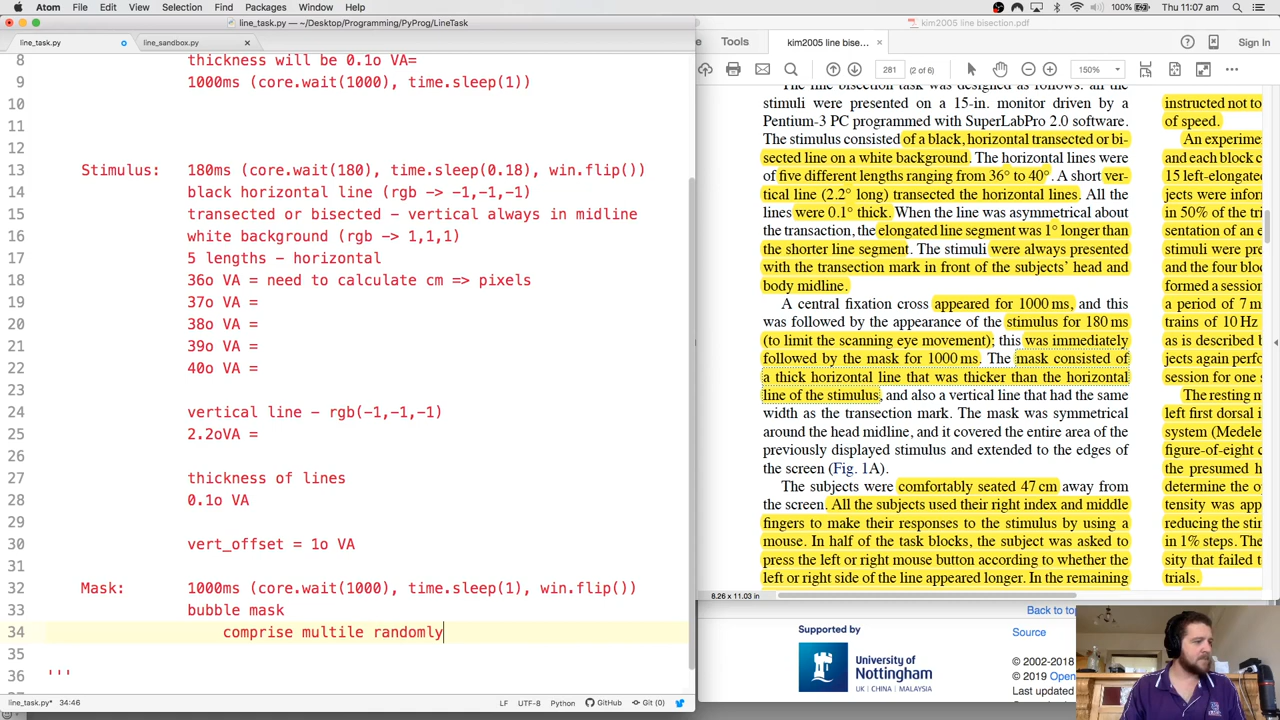 Atom File Edit View Selection Find Packages Window Help 100% Thu 11:07 am
line_task.py — ~/Desktop/Programming/PyProg/LineTask
line_task.py line_sandbox.py ×
8 thickness will be 0.1o VA=
9 1000ms (core.wait(1000), time.sleep(1))
10
11
12
13 Stimulus: 180ms (core.wait(180), time.sleep(0.18), win.flip())
14 black horizontal line (rgb -> -1,-1,-1)
15 transected or bisected - vertical always in midline
16 white background (rgb -> 1,1,1)
17 5 lengths - horizontal
18 36o VA = need to calculate cm => pixels
19 37o VA =
20 38o VA =
21 39o VA =
22 40o VA =
23
24 vertical line - rgb(-1,-1,-1)
25 2.2oVA =
26
27 thickness of lines
28 0.1o VA
29
30 vert_offset = 1o VA
31
32 Mask: 1000ms (core.wait(1000), time.sleep(1), win.flip())
33 bubble mask
34 comprise multile randomly
35
36 '''
line_task.py* 34:46 LF UTF-8 Python GitHub Git (0)
kim2005 line bisection.pdf
Tools kim2005 line bise... × Sign In
281 (2 of 6) 150%
The line bisection task was designed as follows: all the
stimuli were presented on a 15-in. monitor driven by a
Pentium-3 PC programmed with SuperLabPro 2.0 software.
The stimulus consisted of a black, horizontal transected or bi-
sected line on a white background. The horizontal lines were
of five different lengths ranging from 36° to 40°. A short ver-
tical line (2.2° long) transected the horizontal lines. All the
lines were 0.1° thick. When the line was asymmetrical about
the transaction, the elongated line segment was 1° longer than
the shorter line segment. The stimuli were always presented
with the transection mark in front of the subjects' head and
body midline.
A central fixation cross appeared for 1000 ms, and this
was followed by the appearance of the stimulus for 180 ms
(to limit the scanning eye movement); this was immediately
followed by the mask for 1000 ms. The mask consisted of
a thick horizontal line that was thicker than the horizontal
line of the stimulus, and also a vertical line that had the same
width as the transection mark. The mask was symmetrical
around the head midline, and it covered the entire area of the
previously displayed stimulus and extended to the edges of
the screen (Fig. 1A).
The subjects were comfortably seated 47 cm away from
the screen. All the subjects used their right index and middle
fingers to make their responses to the stimulus by using a
mouse. In half of the task blocks, the subject was asked to
press the left or right mouse button according to whether the
left or right side of the line appeared longer. In the remaining
instructed not to
of speed.
An experime
and each block c
15 left-elongated
jects were inform
in 50% of the tri
sentation of an e
stimuli were pre
and the four bloc
formed a session
a period of 7 m
trains of 10 Hz
as is described b
jects again perfo
session for one s
The resting m
left first dorsal i
system (Medele
figure-of-eight c
the presumed h
determine the o
tensity was app
reducing the stin
in 1% steps. The
sity that failed t
trials.
8.26 x 11.03 in
Back to top
Source
Supported by
University of
Nottingham
UK | CHINA | MALAYSIA
© 2002-2018
© 2019 Open
Last updated